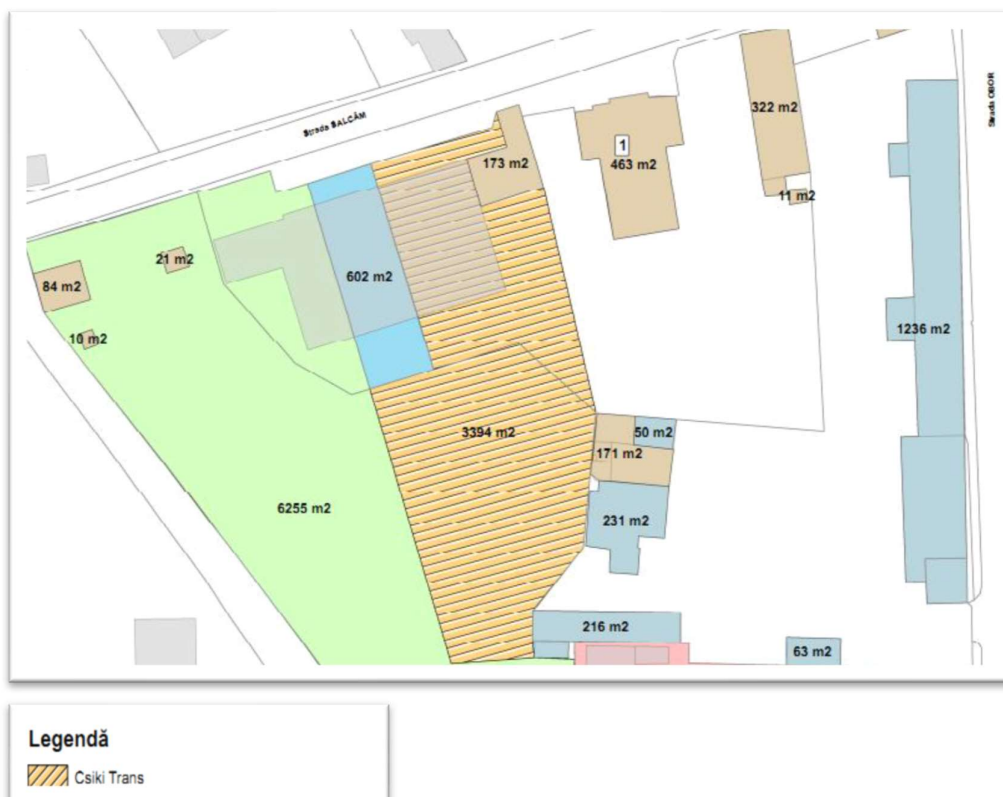 Strada SALCÂM
Strada OBOR
322 m2
1
173 m2
463 m2
11 m2
21 m2
602 m2
84 m2
10 m2
1236 m2
3394 m2
50 m2
171 m2
6255 m2
231 m2
216 m2
63 m2
Legendă
Csiki Trans